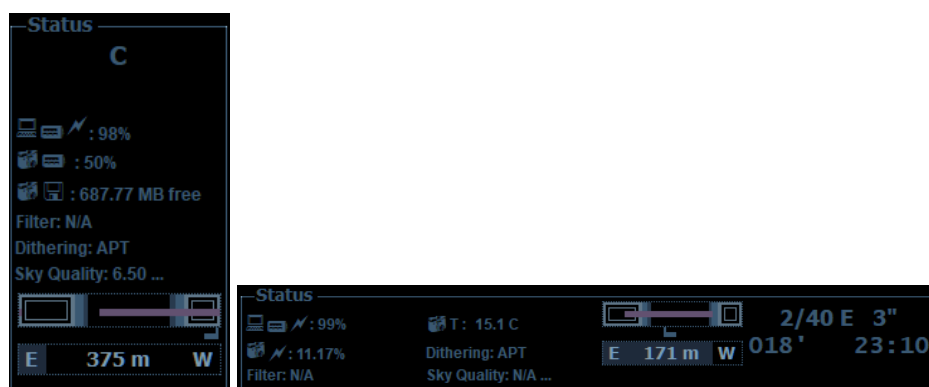 Status
C
: 98%
: 50%
: 687.77 MB free
Filter: N/A
Dithering: APT
Sky Quality: 6.50 ...
E 375 m W
Status
: 99%
T : 15.1 C
: 11.17%
Dithering: APT
Filter: N/A
Sky Quality: N/A ...
E 171 m W
2/40 E 3"
018 ' 23:10